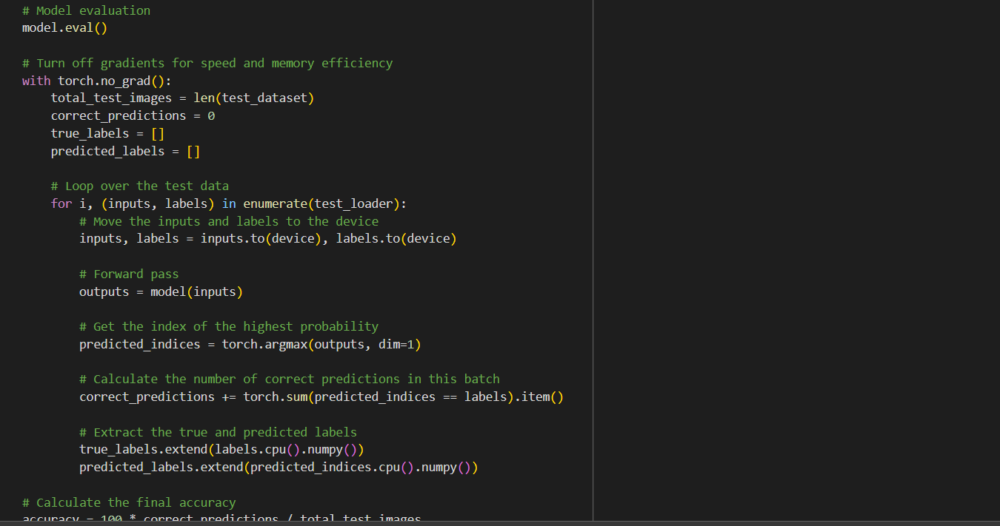 # Model evaluation
model.eval()
# Turn off gradients for speed and memory efficiency
with torch.no_grad():
    total_test_images = len(test_dataset)
    correct_predictions = 0
    true_labels = []
    predicted_labels = []
    # Loop over the test data
    for i, (inputs, labels) in enumerate(test_loader):
        # Move the inputs and labels to the device
        inputs, labels = inputs.to(device), labels.to(device)
        # Forward pass
        outputs = model(inputs)
        # Get the index of the highest probability
        predicted_indices = torch.argmax(outputs, dim=1)
        # Calculate the number of correct predictions in this batch
        correct_predictions += torch.sum(predicted_indices == labels).item()
        # Extract the true and predicted labels
        true_labels.extend(labels.cpu().numpy())
        predicted_labels.extend(predicted_indices.cpu().numpy())
# Calculate the final accuracy
accuracy = 100 * correct_predictions / total_test_images